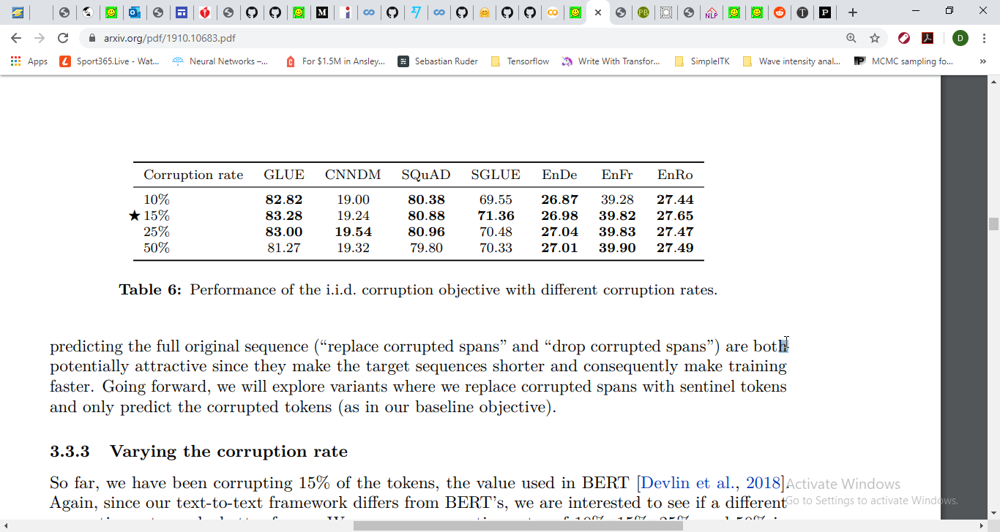 arxiv.org/pdf/1910.10683.pdf
Apps Sport365.Live - Wat... Neural Networks –... For $1.5M in Ansley... Sebastian Ruder Tensorflow Write With Transfor... SimpleITK Wave intensity anal... MCMC sampling fo... »
Corruption rate GLUE CNNDM SQuAD SGLUE EnDe EnFr EnRo
10% 82.82 19.00 80.38 69.55 26.87 39.28 27.44
★ 15% 83.28 19.24 80.88 71.36 26.98 39.82 27.65
25% 83.00 19.54 80.96 70.48 27.04 39.83 27.47
50% 81.27 19.32 79.80 70.33 27.01 39.90 27.49
Table 6: Performance of the i.i.d. corruption objective with different corruption rates.
predicting the full original sequence (“replace corrupted spans” and “drop corrupted spans”) are both
potentially attractive since they make the target sequences shorter and consequently make training
faster. Going forward, we will explore variants where we replace corrupted spans with sentinel tokens
and only predict the corrupted tokens (as in our baseline objective).
3.3.3 Varying the corruption rate
So far, we have been corrupting 15% of the tokens, the value used in BERT [Devlin et al., 2018].
Again, since our text-to-text framework differs from BERT’s, we are interested to see if a different
Activate Windows
Go to Settings to activate Windows.